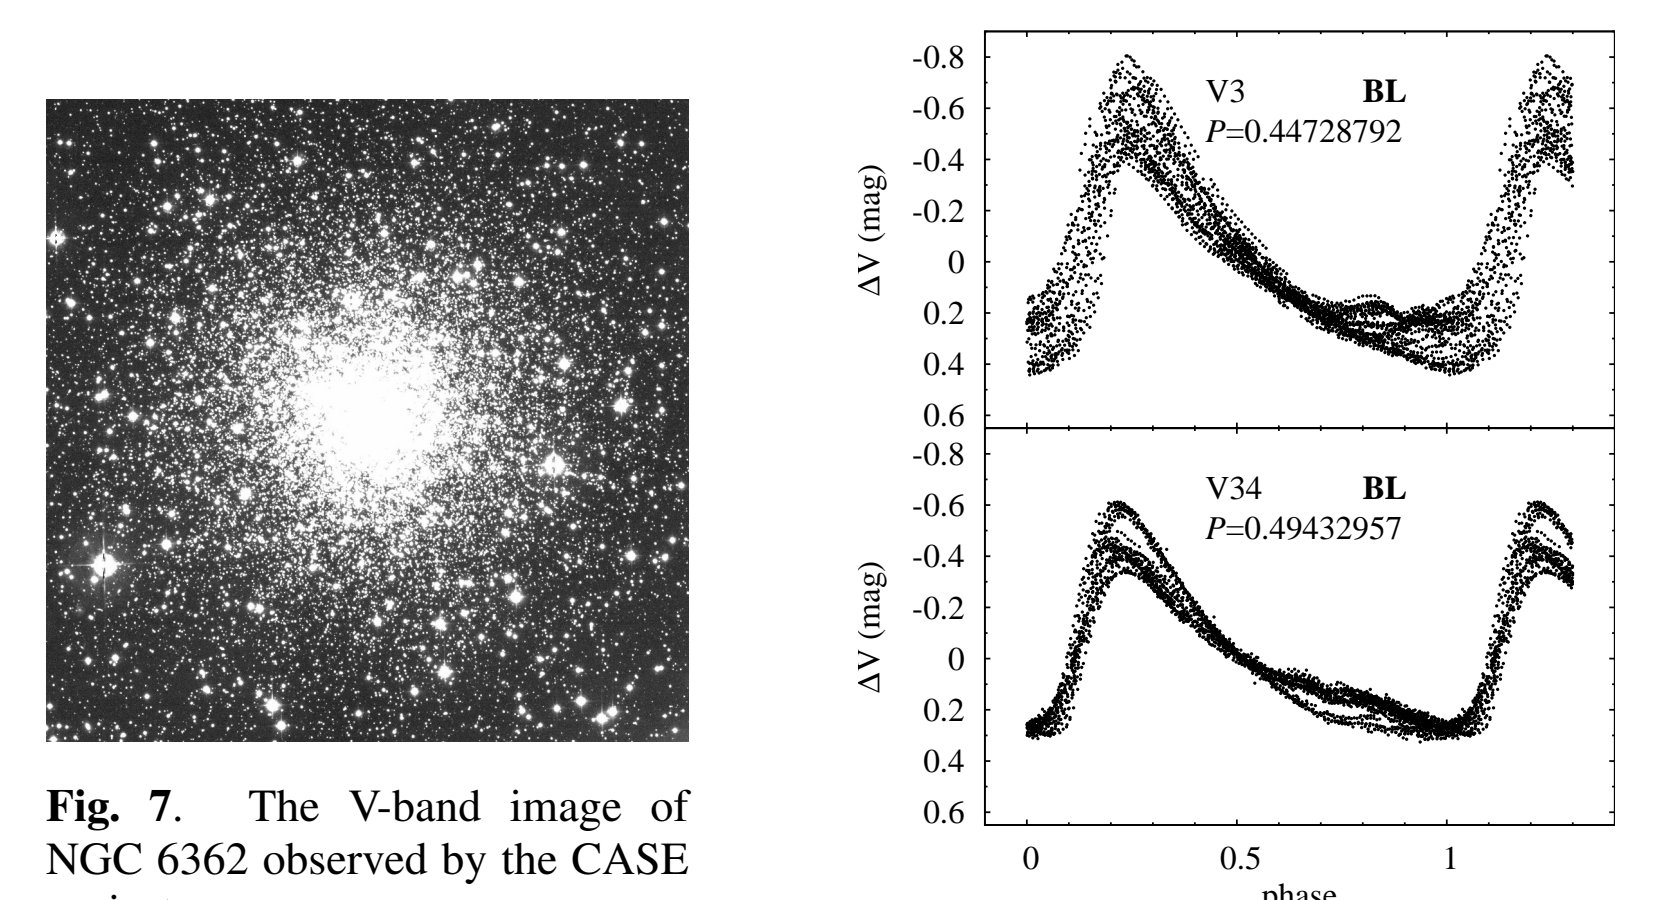 -0.8
-0.6
-0.4
-0.2
0
0.2
0.4
0.6
ΔV (mag)
V3 BL
P=0.44728792
-0.8
-0.6
-0.4
-0.2
0
0.2
0.4
0.6
ΔV (mag)
V34 BL
P=0.49432957
0 0.5 1
phase
Fig. 7. The V-band image of
NGC 6362 observed by the CASE